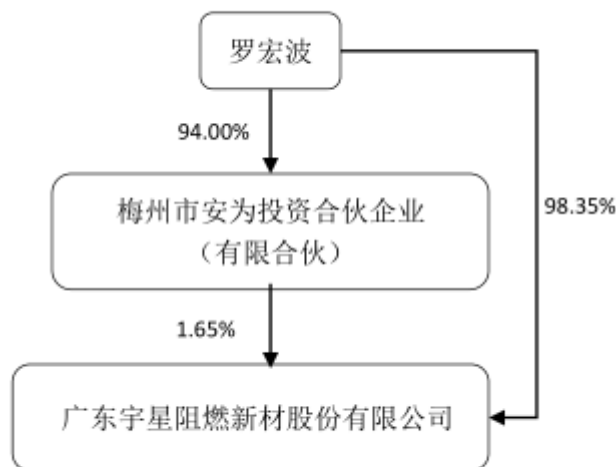 罗宏波
94.00%
梅州市安为投资合伙企业
（有限合伙）
98.35%
1.65%
广东宇星阻燃新材股份有限公司